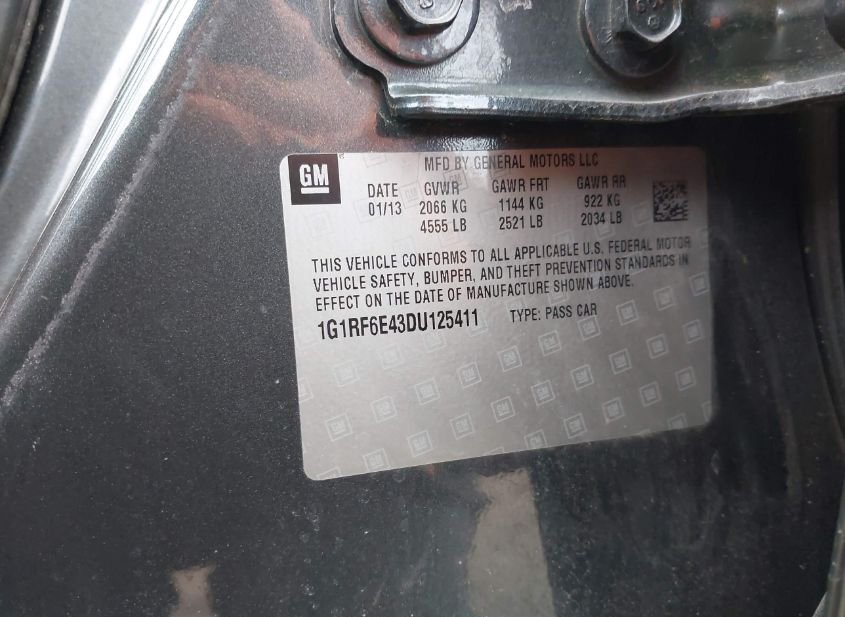 GM
MFD BY GENERAL MOTORS LLC
DATE GVWR GAWR FRT GAWR RR
01/13 2066 KG 1144 KG 922 KG
4555 LB 2521 LB 2034 LB
THIS VEHICLE CONFORMS TO ALL APPLICABLE U.S. FEDERAL MOTOR
VEHICLE SAFETY, BUMPER, AND THEFT PREVENTION STANDARDS IN
EFFECT ON THE DATE OF MANUFACTURE SHOWN ABOVE.
1G1RF6E43DU125411 TYPE: PASS CAR